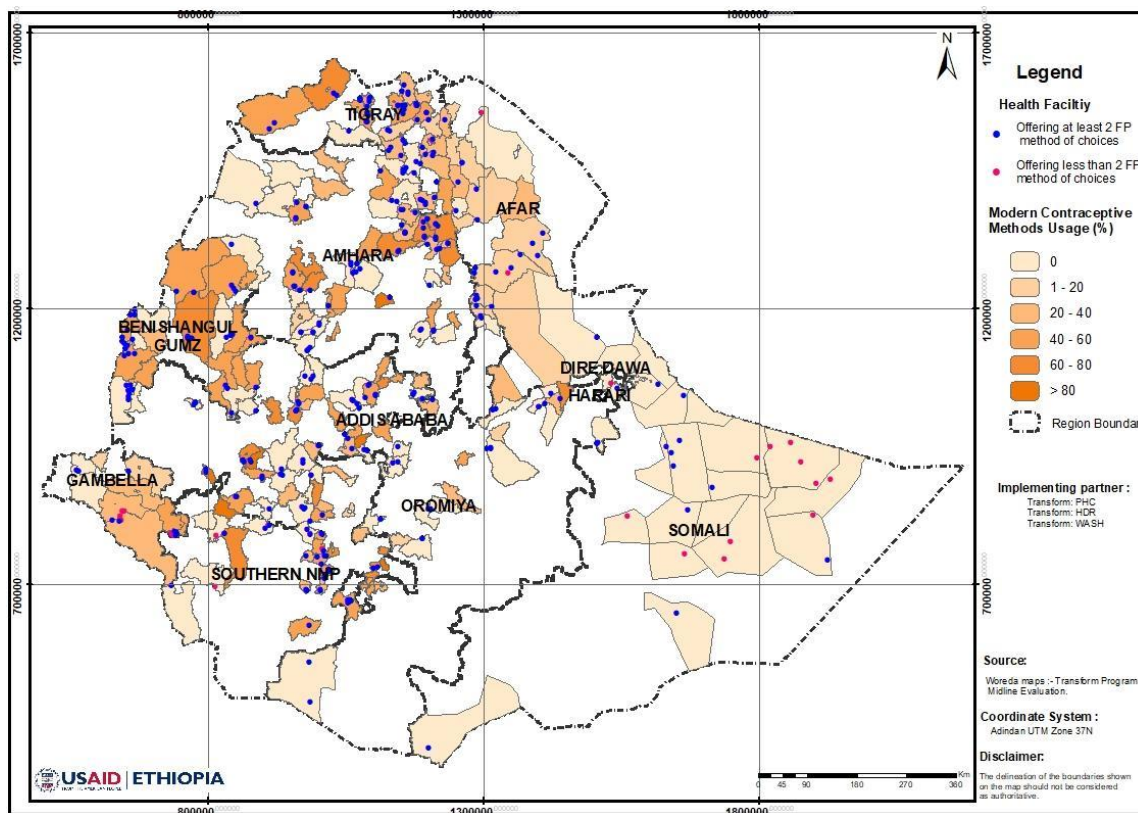 800000
1300000
1800000
1700000
1700000
N
Legend
Health Faciltiy
Offering at least 2 FP
method of choices
Offering less than 2 FP
method of choices
Modern Contraceptive
Methods Usage (%)
0
1 - 20
20 - 40
40 - 60
60 - 80
> 80
Region Boundar
Implementing partner :
Transform: PHC
Transform: HDR
Transform: WASH
TIGRAY
AFAR
AMHARA
1200000
1200000
BENISHANGUL
GUMZ
DIRE DAWA
HARARI
ADDIS ABABA
GAMBELLA
OROMIYA
SOMALI
SOUTHERN NNP
700000
700000
Source:
Woreda maps :- Transform Program
Midline Evaluation.
Coordinate System :
Adindan UTM Zone 37N
Disclaimer:
The delineation of the boundaries shown
on the map should not be considered
as authoritative.
USAID | ETHIOPIA
FROM THE AMERICAN PEOPLE
Km
0 45 90 180 270 360
800000
1300000
1800000